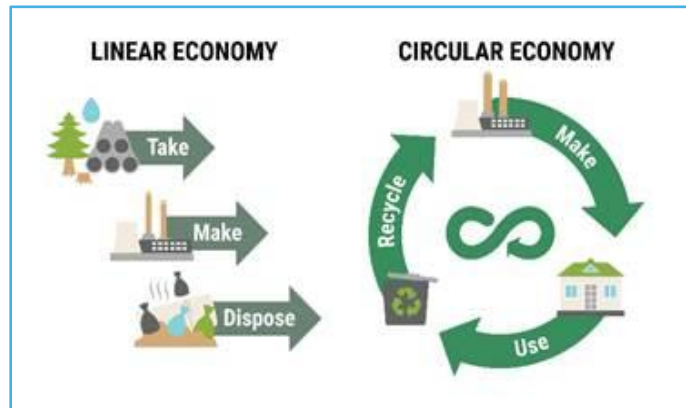 LINEAR ECONOMY
Take
Make
Dispose
CIRCULAR ECONOMY
Make
Use
Recycle